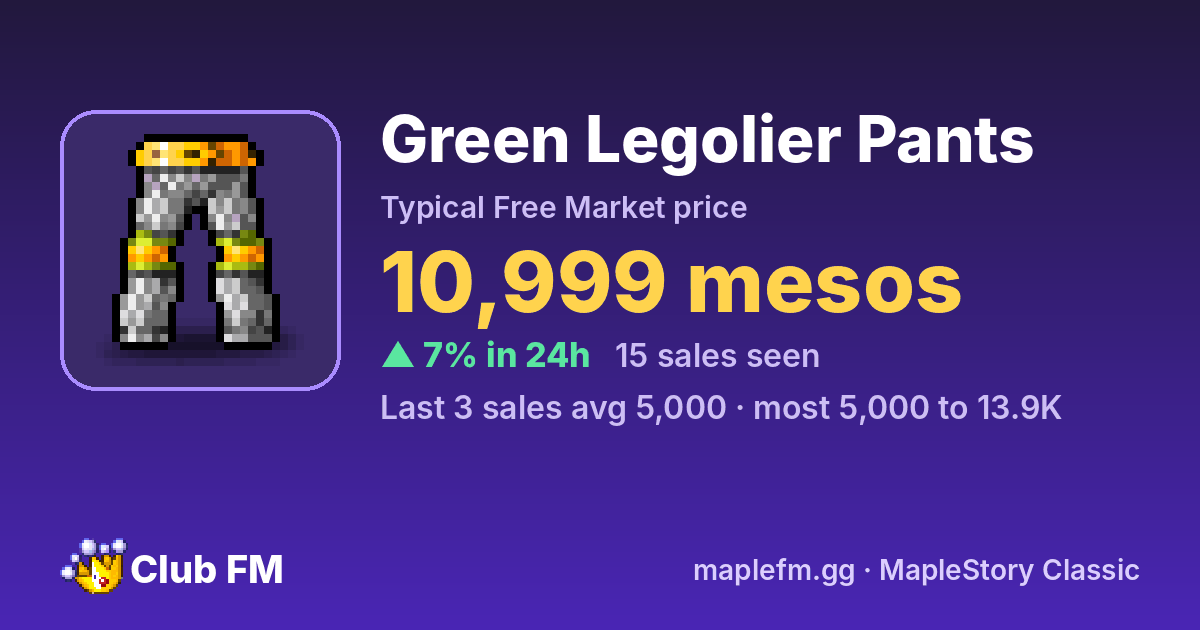 Green Legolier Pants
Typical Free Market price
10,999 mesos
▲ 7% in 24h 15 sales seen
Last 3 sales avg 5,000 · most 5,000 to 13.9K
Club FM
maplefm.gg · MapleStory Classic